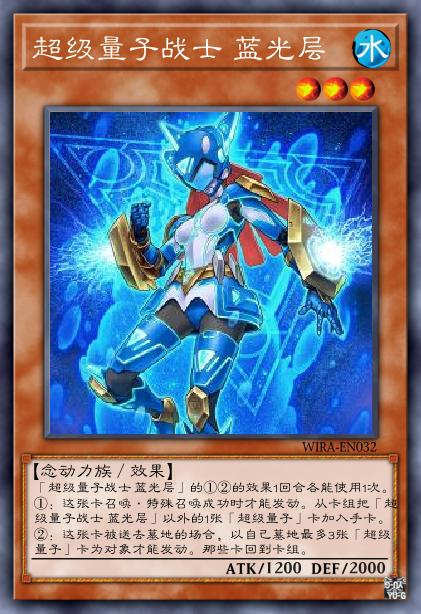 超级量子战士 蓝光层
水
WIRA-EN032
【念动力族／效果】
「超级量子战士 蓝光层」的①②的效果1回合各能使用1次。
①：这张卡召唤·特殊召唤成功时才能发动。从卡组把「超
级量子战士 蓝光层」以外的1张「超级量子」卡加入手卡。
②：这张卡被送去墓地的场合，以自己墓地最多3张「超级
量子」卡为对象才能发动。那些卡回到卡组。
ATK/1200 DEF/2000